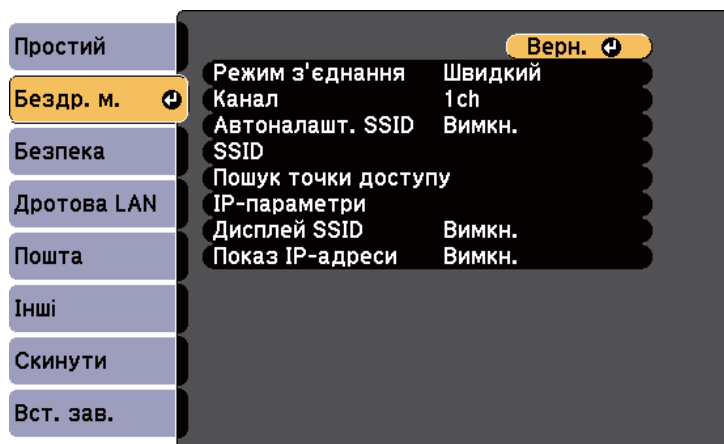 Простий
Бездр. м.
Безпека
Дротова LAN
Пошта
Інші
Скинути
Вст. зав.
Верн.
Режим з'єднання Швидкий
Канал 1ch
Автоналашт. SSID Вимкн.
SSID
Пошук точки доступу
IP-параметри
Дисплей SSID Вимкн.
Показ IP-адреси Вимкн.